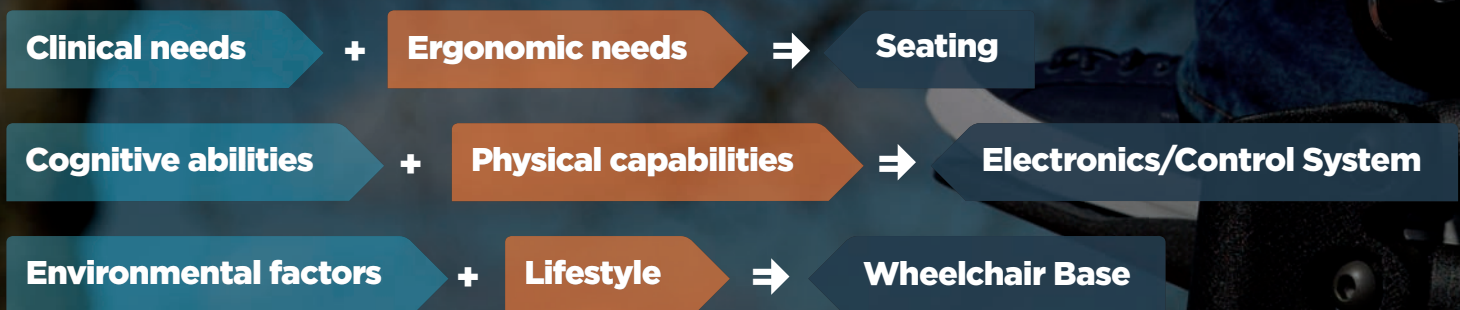 Clinical needs + Ergonomic needs ⇒ Seating
Cognitive abilities + Physical capabilities ⇒ Electronics/Control System
Environmental factors + Lifestyle ⇒ Wheelchair Base